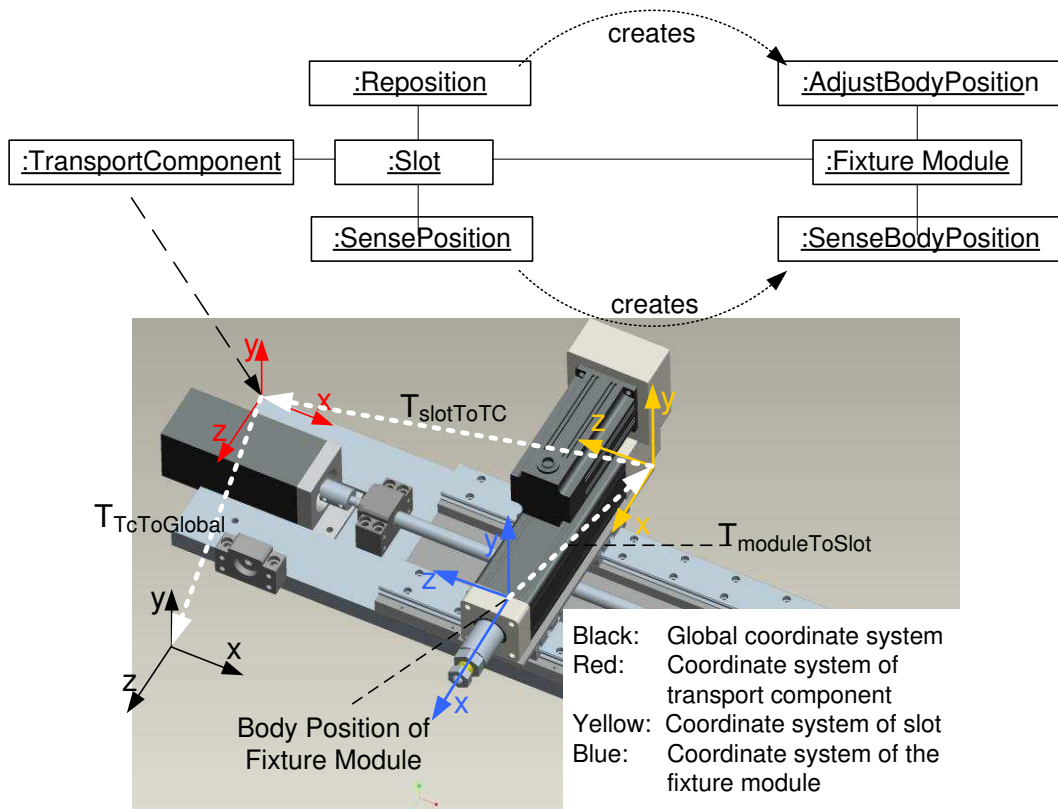 creates
:Reposition
:AdjustBodyPosition
:TransportComponent
:Slot
:Fixture Module
:SensePosition
:SenseBodyPosition
creates
y
x
z
T_slotToTC
y
z
x
T_TcToGlobal
T_moduleToSlot
y
z
x
y
x
z
Body Position of
Fixture Module
Black: Global coordinate system
Red: Coordinate system of
transport component
Yellow: Coordinate system of slot
Blue: Coordinate system of the
fixture module